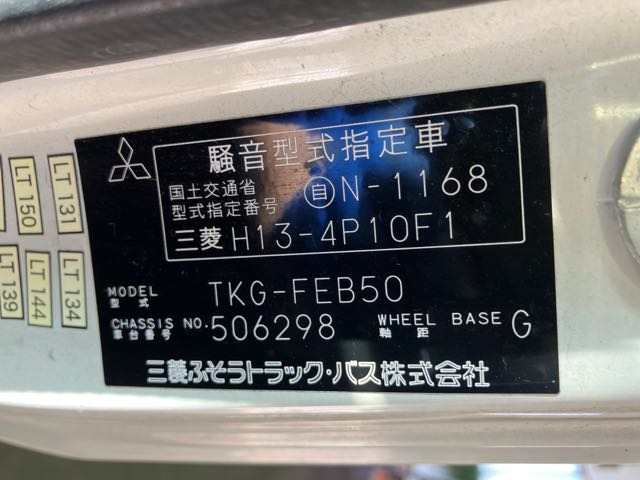 騒音型式指定車
国土交通省
型式指定番号 自N-1168
三菱 H13-4P10F1
MODEL
型式 TKG-FEB50
CHASSIS NO.
車台番号 506298 WHEEL BASE
軸距 G
三菱ふそうトラック・バス株式会社
LT 150
LT 131
LT 139
LT 144
LT 134